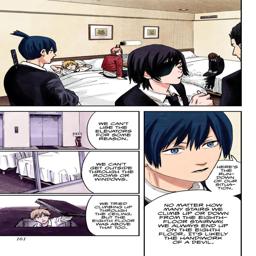 WE CAN'T
USE THE
ELEVATORS
FOR SOME
REASON.
HERE'S
THE
RUN-
DOWN
OF OUR
SITUA-
TION.
WE CAN'T
GET OUTSIDE
THROUGH
THE ROOMS
OR WINDOWS.
WE TRIED
CLIMBING UP
THROUGH
THE CEILING,
BUT THE
EIGHTH FLOOR
WAS ABOVE
THAT TOO.
NO MATTER HOW
MANY STAIRS WE
CLIMB UP OR DOWN
FROM THE EIGHTH-
FLOOR STAIRWAY,
WE ALWAYS END UP
ON THE EIGHTH
FLOOR. IT'S LIKELY
THE HANDIWORK
OF A DEVIL.
161